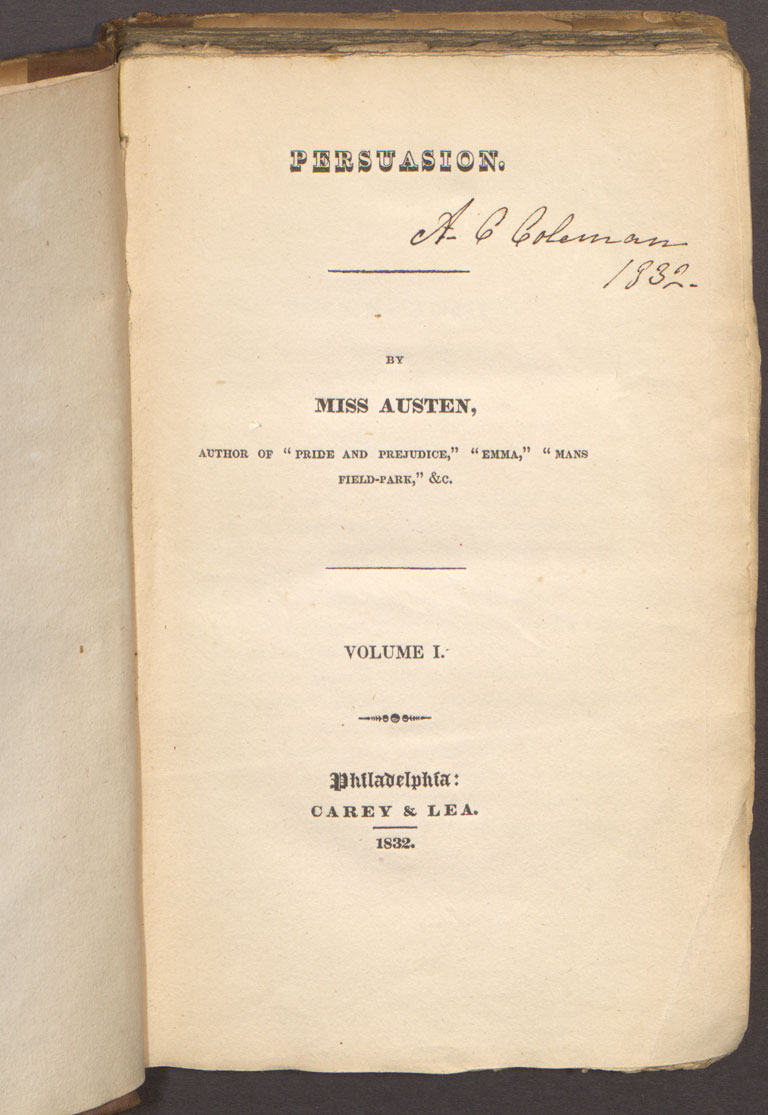 PERSUASION.
A. C Coleman
1832.
BY
MISS AUSTEN,
AUTHOR OF “ PRIDE AND PREJUDICE,” “ EMMA,” “ MANS
FIELD-PARK,” &C.
VOLUME I.
Philadelphia:
CAREY & LEA.
1832.